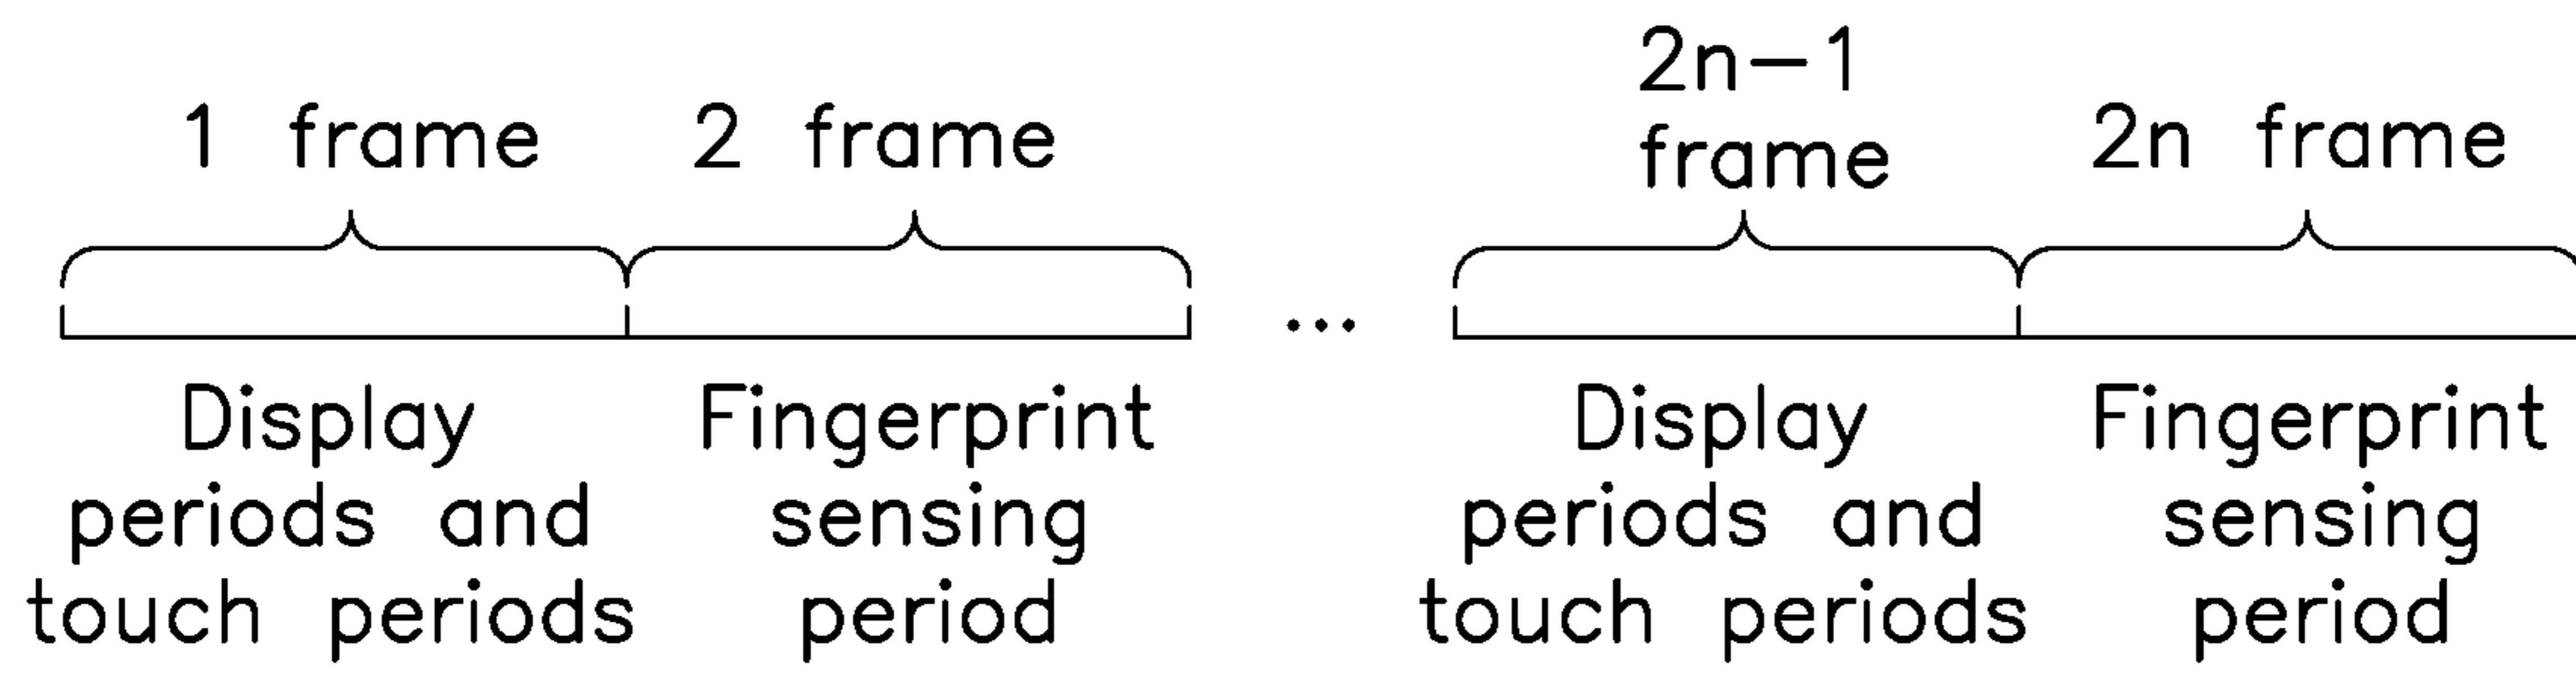 1 frame
2 frame
2n-1
frame
2n frame
...
Display
periods and
touch periods
Fingerprint
sensing
period
Display
periods and
touch periods
Fingerprint
sensing
period